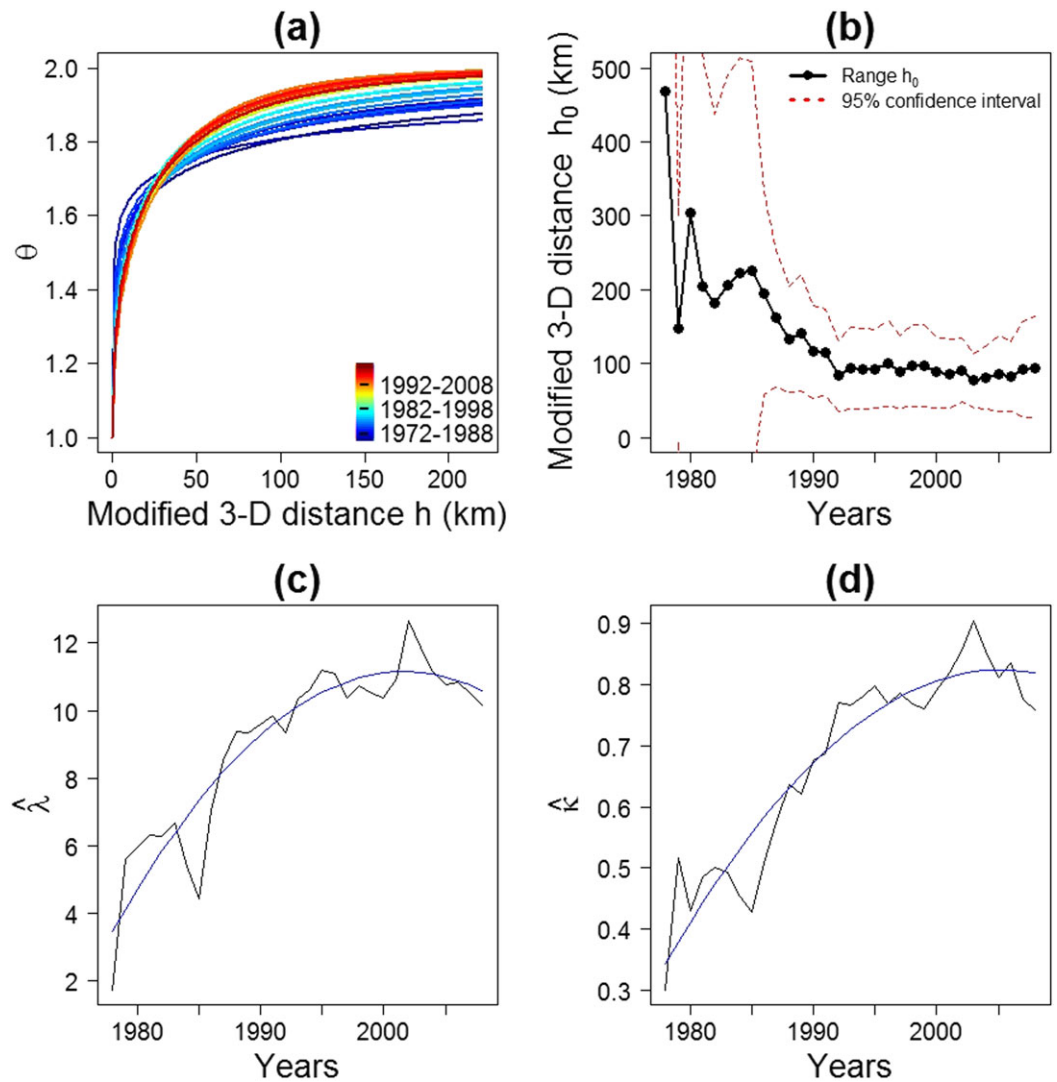 (a)
θ
2.0
1.8
1.6
1.4
1.2
1.0
1992-2008
1982-1998
1972-1988
0 50 100 150 200
Modified 3-D distance h (km)
(b)
Modified 3-D distance h₀ (km)
500
400
300
200
100
0
Range h₀
95% confidence interval
1980 1990 2000
Years
(c)
λ̂
12
10
8
6
4
2
1980 1990 2000
Years
(d)
κ̂
0.9
0.8
0.7
0.6
0.5
0.4
0.3
1980 1990 2000
Years